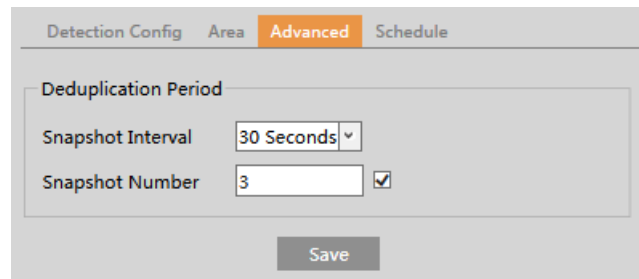 Detection Config Area Advanced Schedule
Deduplication Period
Snapshot Interval 30 Seconds
Snapshot Number 3
Save